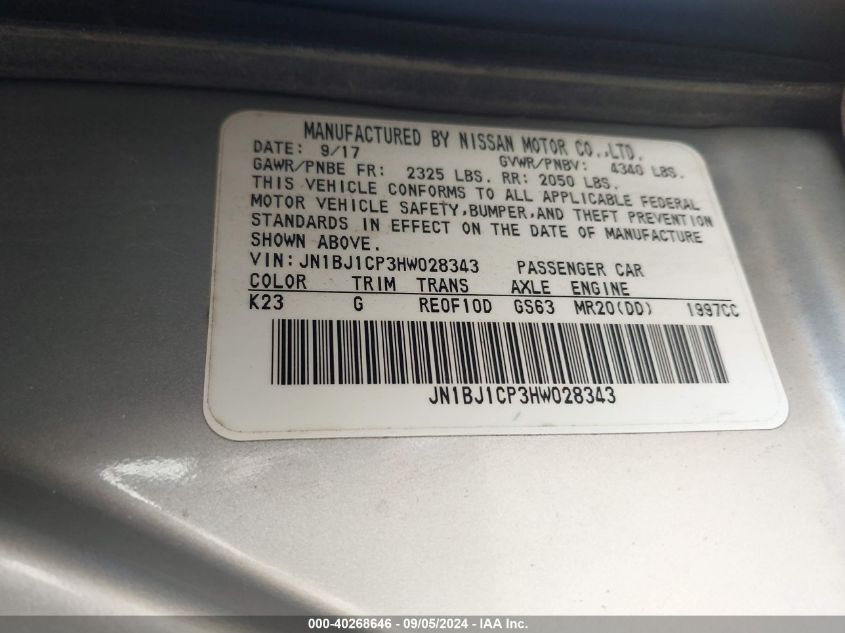 MANUFACTURED BY NISSAN MOTOR CO.,LTD.
DATE: 9/17 GVWR/PNBV: 4340 LBS.
GAWR/PNBE FR: 2325 LBS. RR: 2050 LBS.
THIS VEHICLE CONFORMS TO ALL APPLICABLE FEDERAL
MOTOR VEHICLE SAFETY,BUMPER,AND THEFT PREVENTION
STANDARDS IN EFFECT ON THE DATE OF MANUFACTURE
SHOWN ABOVE.
VIN: JN1BJ1CP3HW028343 PASSENGER CAR
COLOR TRIM TRANS AXLE ENGINE
K23 G RE0F10D GS63 MR20(DD) 1997CC
JN1BJ1CP3HW028343
000-40268646 - 09/05/2024 - IAA Inc.